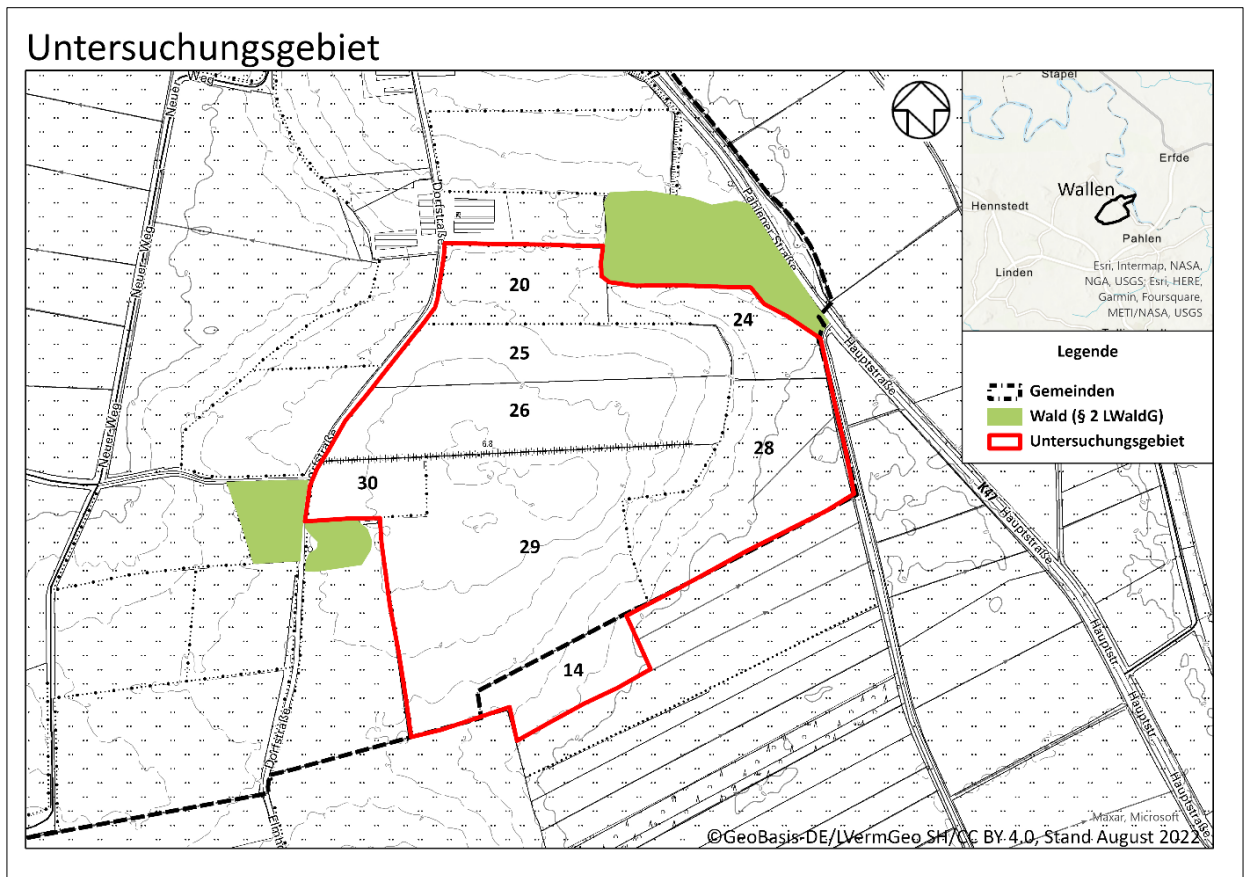 Untersuchungsgebiet
Neuer Weg
Neuer-Weg
Neuer-Weg
Dorfstraße
Pahlener-Straße
Hauptstraße
20
24
25
26
6.8
28
30
29
14
K47
Hauptstraße
Hauptstr.
Hauptstr.
Hauptstraße
Dorfstraße
Stapel
Erfde
Wallen
Hennstedt
Pahlen
Linden
Esri, Intermap, NASA,
NGA, USGS; Esri, HERE,
Garmin, Foursquare,
METI/NASA, USGS
Legende
Gemeinden
Wald (§ 2 LWaldG)
Untersuchungsgebiet
Maxar, Microsoft
©GeoBasis-DE/LVermGeo SH/CC BY 4.0, Stand August 2022